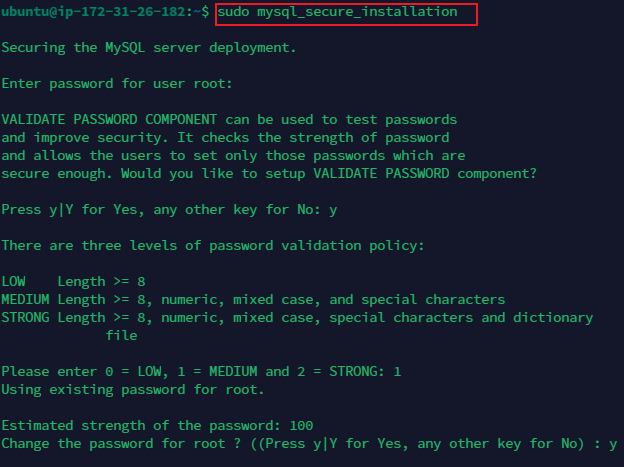 ubuntu@ip-172-31-26-182:~$ sudo mysql_secure_installation
Securing the MySQL server deployment.
Enter password for user root:
VALIDATE PASSWORD COMPONENT can be used to test passwords
and improve security. It checks the strength of password
and allows the users to set only those passwords which are
secure enough. Would you like to setup VALIDATE PASSWORD component?
Press y|Y for Yes, any other key for No: y
There are three levels of password validation policy:
LOW    Length >= 8
MEDIUM Length >= 8, numeric, mixed case, and special characters
STRONG Length >= 8, numeric, mixed case, special characters and dictionary
file
Please enter 0 = LOW, 1 = MEDIUM and 2 = STRONG: 1
Using existing password for root.
Estimated strength of the password: 100
Change the password for root ? ((Press y|Y for Yes, any other key for No) : y